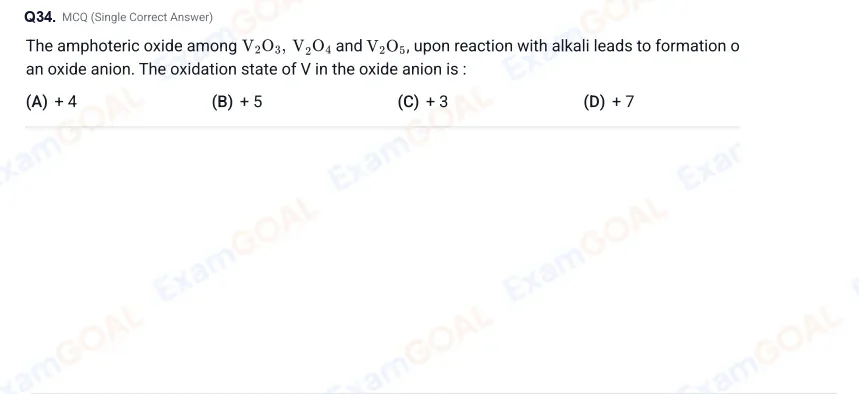 Q34. MCQ (Single Correct Answer)
The amphoteric oxide among V₂O₃, V₂O₄ and V₂O₅, upon reaction with alkali leads to formation o
an oxide anion. The oxidation state of V in the oxide anion is :
(A) + 4 (B) + 5 (C) + 3 (D) + 7
ExamGOAL